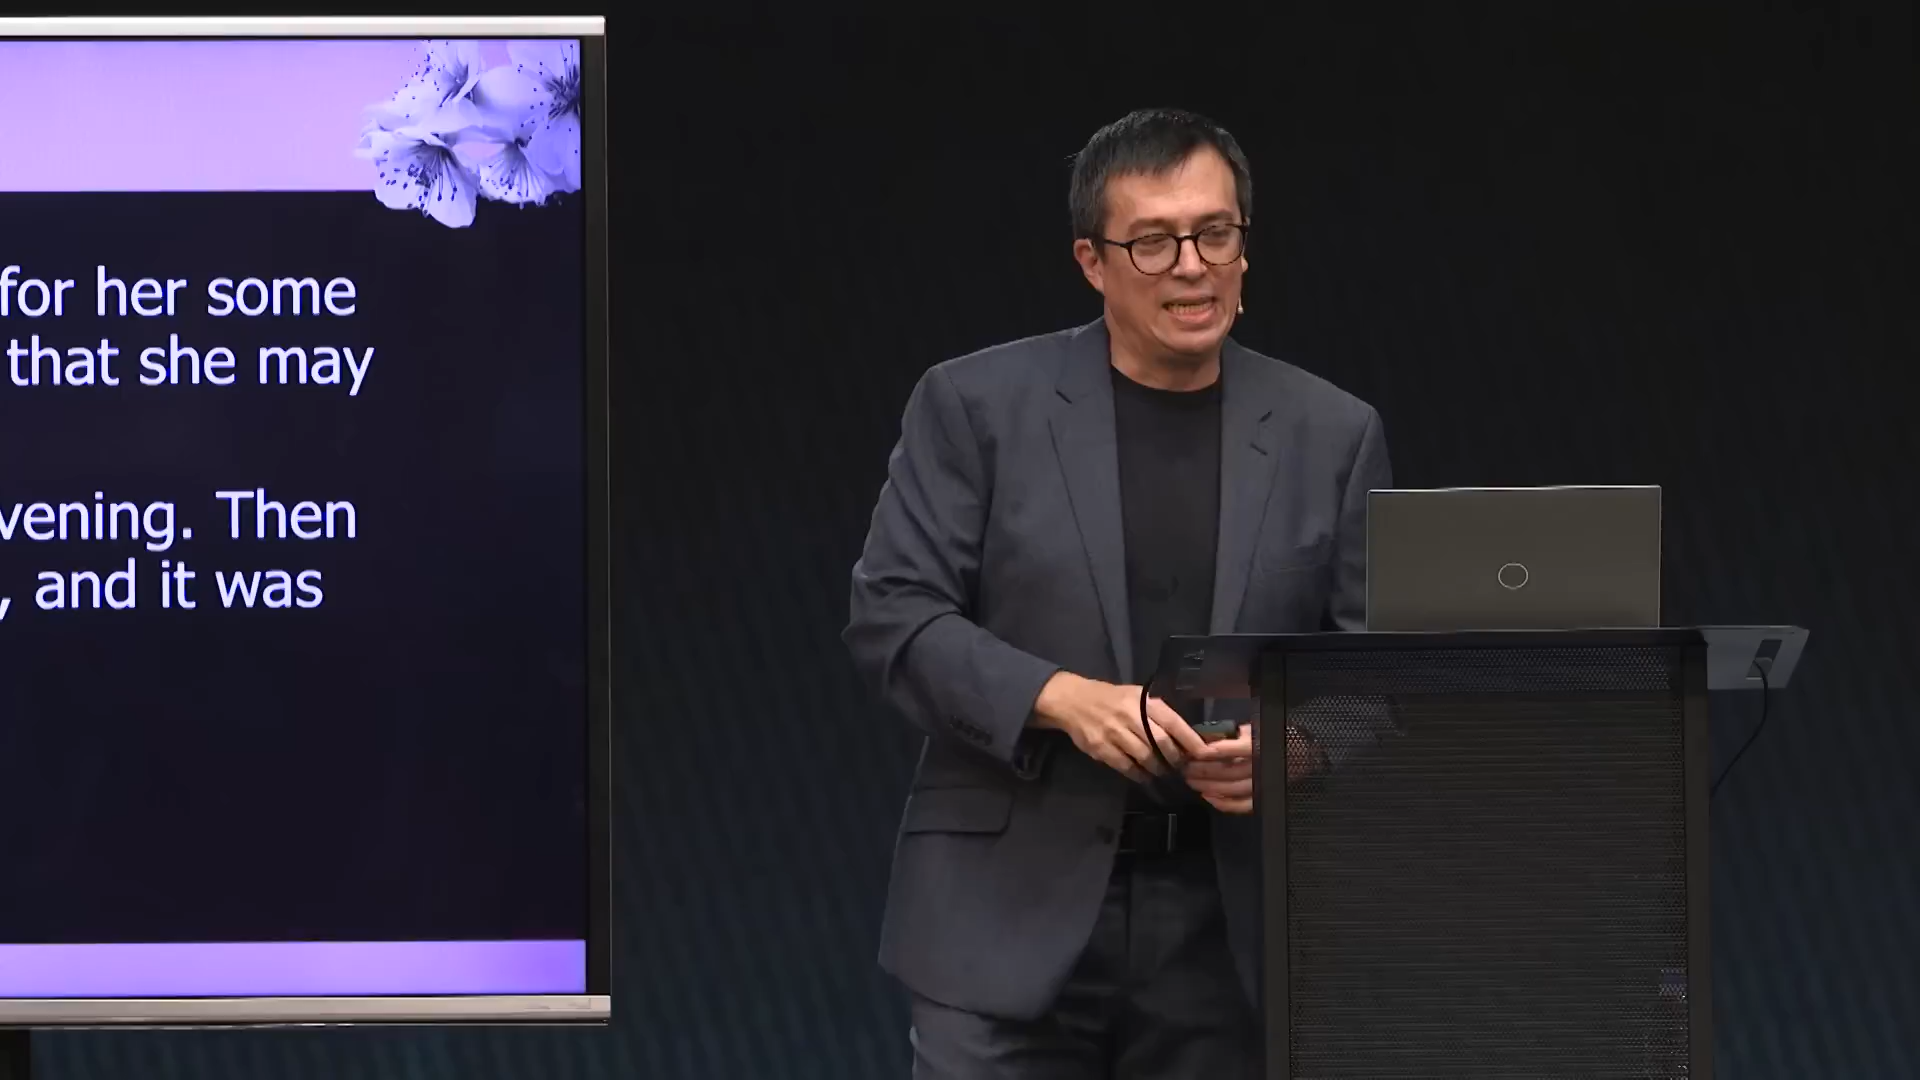 for her some
that she may
vening. Then
, and it was